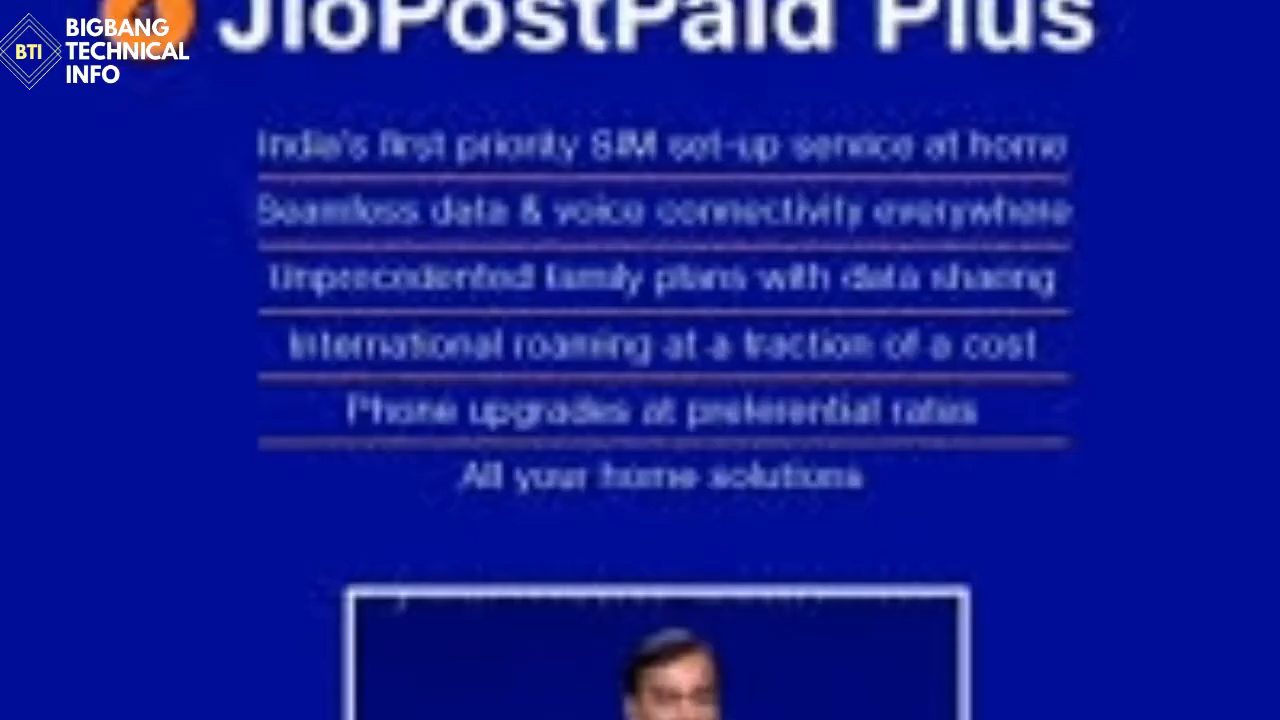 JioPostPaid Plus
BTI
BIGBANG
TECHNICAL
INFO
India's first priority SIM set-up service at home
Seamless data & voice connectivity everywhere
Unprecedented family plans with data sharing
International roaming at a fraction of a cost
Phone upgrades at preferential rates
All your home solutions